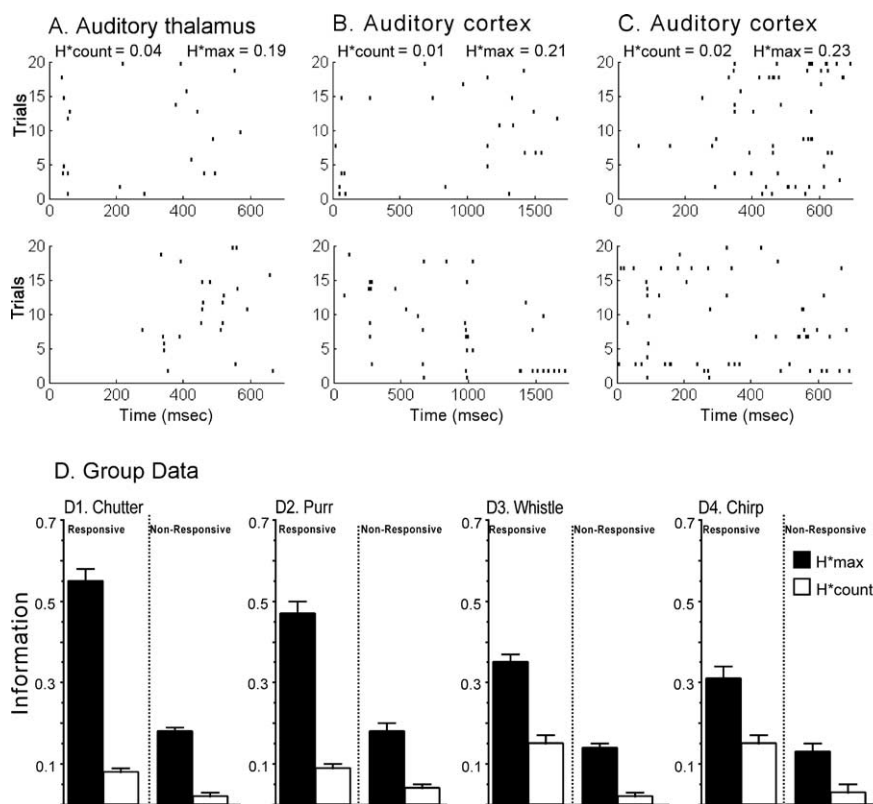 A. Auditory thalamus
H*count = 0.04 H*max = 0.19
20
15
10
5
0
Trials
0 200 400 600
20
15
10
5
0
Trials
0 200 400 600
Time (msec)
B. Auditory cortex
H*count = 0.01 H*max = 0.21
20
15
10
5
0
0 500 1000 1500
20
15
10
5
0
0 500 1000 1500
Time (msec)
C. Auditory cortex
H*count = 0.02 H*max = 0.23
20
15
10
5
0
0 200 400 600
20
15
10
5
0
0 200 400 600
Time (msec)
D. Group Data
Information
D1. Chutter
0.7
0.5
0.3
0.1
Responsive Non-Responsive
D2. Purr
0.7
0.5
0.3
0.1
Responsive Non-Responsive
D3. Whistle
0.7
0.5
0.3
0.1
Responsive Non-Responsive
D4. Chirp
0.7
0.5
0.3
0.1
Responsive Non-Responsive
H*max
H*count